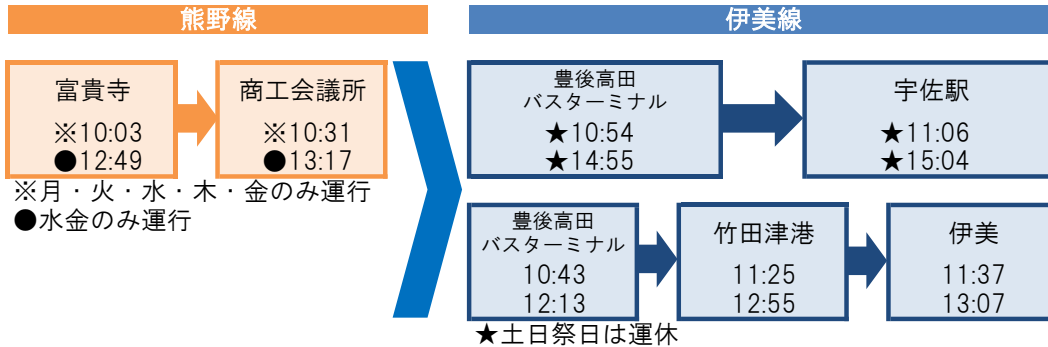 熊野線
伊美線
富貴寺
※10:03
●12:49
商工会議所
※10:31
●13:17
※月・火・水・木・金のみ運行
●水金のみ運行
豊後高田
バスターミナル
★10:54
★14:55
宇佐駅
★11:06
★15:04
豊後高田
バスターミナル
10:43
12:13
竹田津港
11:25
12:55
伊美
11:37
13:07
★土日祭日は運休